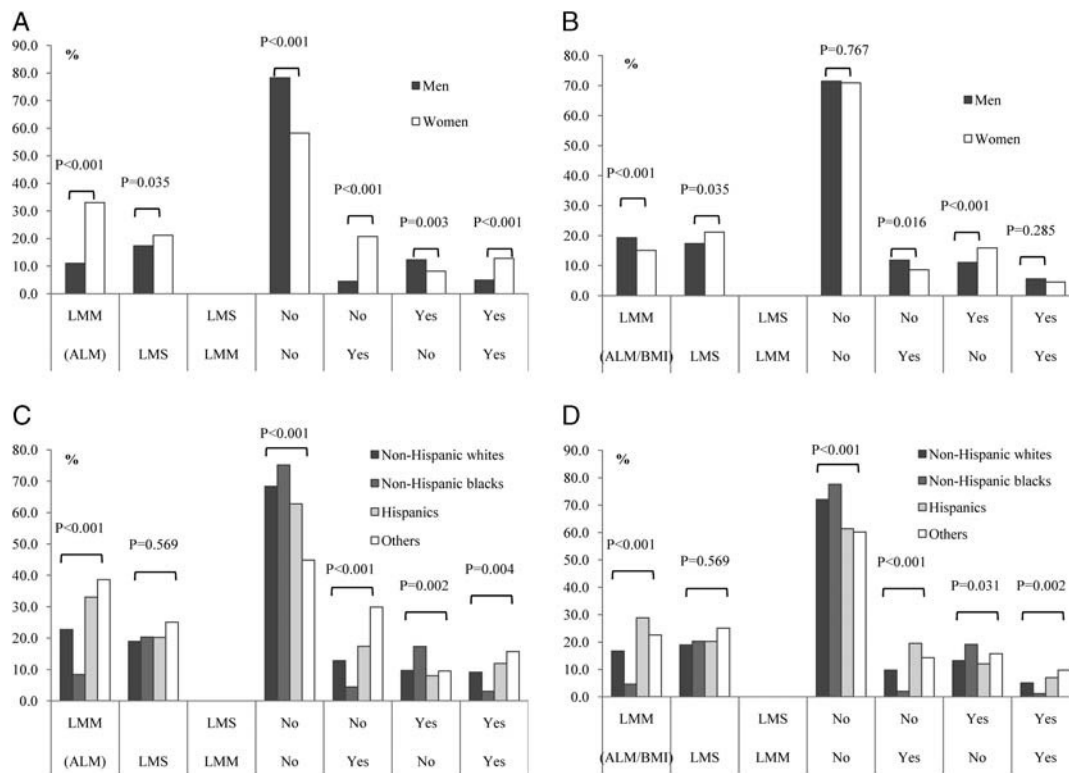 A
%
90.0
80.0
70.0
60.0
50.0
40.0
30.0
20.0
10.0
0.0
P<0.001
P=0.035
P<0.001
P<0.001
P=0.003
P<0.001
Men
Women
LMM LMS No No Yes Yes
(ALM) LMS LMM No Yes No Yes
B
%
80.0
70.0
60.0
50.0
40.0
30.0
20.0
10.0
0.0
P<0.001
P=0.035
P=0.767
P=0.016
P<0.001
P=0.285
Men
Women
LMM LMS No No Yes Yes
(ALM/BMI) LMS LMM No Yes No Yes
C
%
80.0
70.0
60.0
50.0
40.0
30.0
20.0
10.0
0.0
P<0.001
P=0.569
P<0.001
P<0.001
P=0.002
P=0.004
Non-Hispanic whites
Non-Hispanic blacks
Hispanics
Others
LMM LMS No No Yes Yes
(ALM) LMS LMM No Yes No Yes
D
%
90.0
80.0
70.0
60.0
50.0
40.0
30.0
20.0
10.0
0.0
P<0.001
P=0.569
P<0.001
P<0.001
P=0.031
P=0.002
Non-Hispanic whites
Non-Hispanic blacks
Hispanics
Others
LMM LMS No No Yes Yes
(ALM/BMI) LMS LMM No Yes No Yes